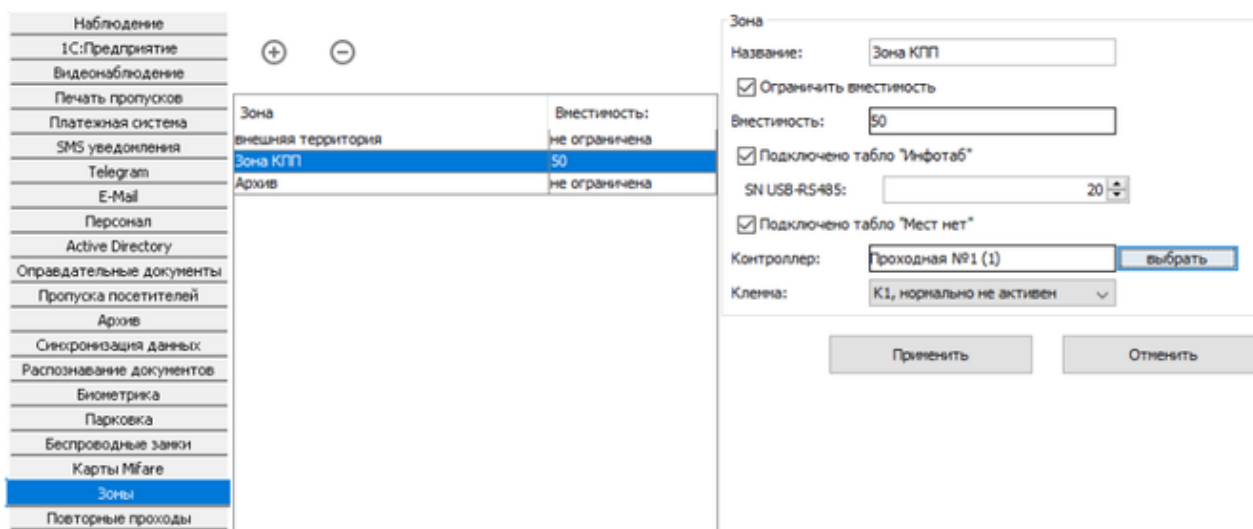 Наблюдение
1С:Предприятие
Видеонаблюдение
Печать пропусков
Платежная система
SMS уведомления
Telegram
E-Mail
Персонал
Active Directory
Оправдательные документы
Пропуска посетителей
Архив
Синхронизация данных
Распознавание документов
Биометрика
Парковка
Беспроводные замки
Карты Mifare
Зоны
Повторные проходы
Зона Вместимость:
внешняя территория не ограничена
Зона КПП 50
Архив не ограничена
Зона
Название: Зона КПП
Ограничить вместимость
Вместимость: 50
Подключено табло "Инфотаб"
SN USB-RS485: 20
Подключено табло "Мест нет"
Контроллер: Проходная №1 (1) выбрать
Клемма: К1, нормально не активен
Применить Отменить